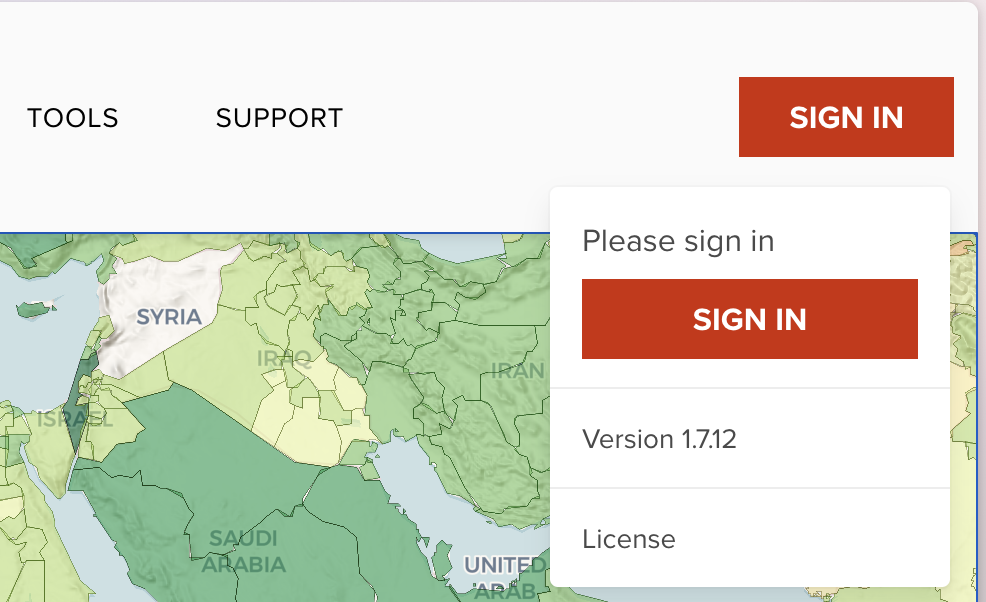 TOOLS
SUPPORT
SIGN IN
Please sign in
SIGN IN
SYRIA
IRAQ
IRAN
ISRAEL
Version 1.7.12
SAUDI
ARABIA
License
UNITED
ARAB